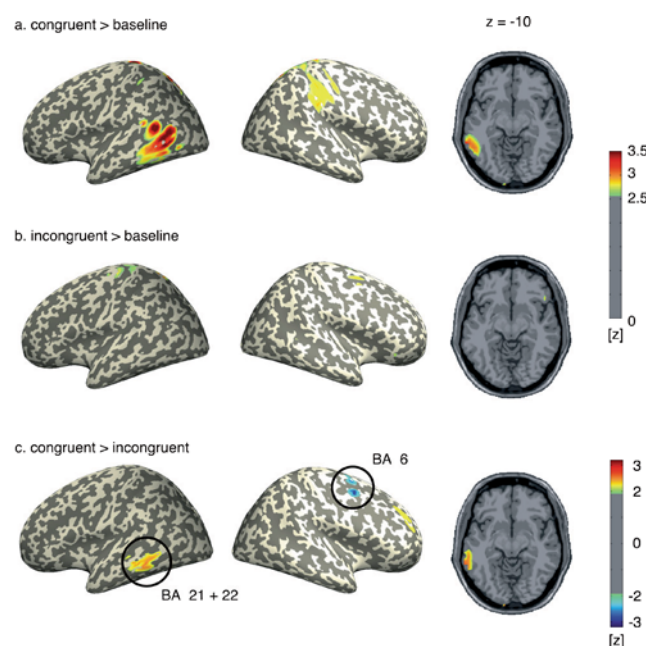 a. congruent > baseline
z = -10
3.5
3
2.5
0
[z]
b. incongruent > baseline
c. congruent > incongruent
BA 6
BA 21 + 22
3
2
0
-2
-3
[z]